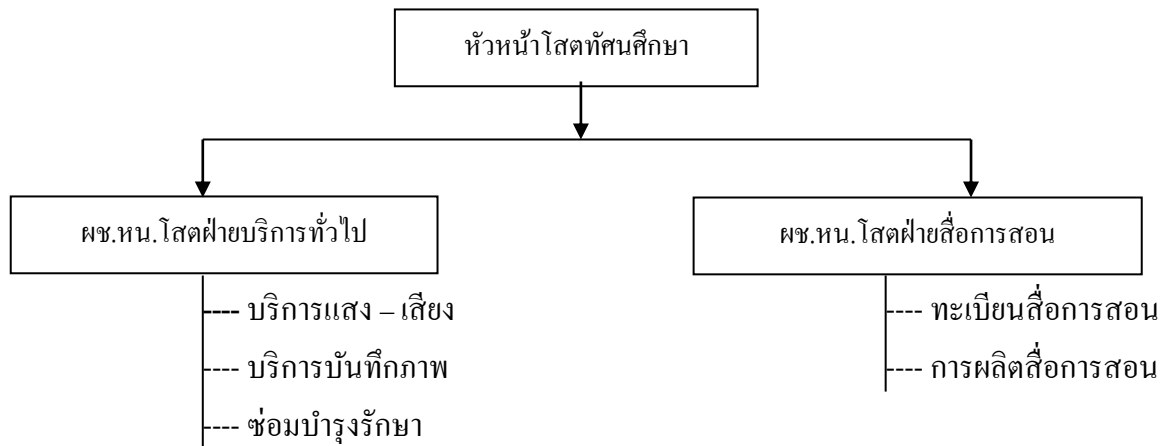 หัวหน้าโสตทัศนศึกษา
ผช.หน.โสตฝ่ายบริการทั่วไป
---- บริการแสง – เสียง
---- บริการบันทึกภาพ
---- ซ่อมบำรุงรักษา
ผช.หน.โสตฝ่ายสื่อการสอน
---- ทะเบียนสื่อการสอน
---- การผลิตสื่อการสอน